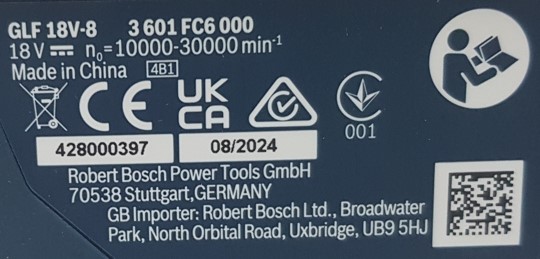 GLF 18V-8 3 601 FC6 000
18 V ⎓ n₀=10000-30000 min⁻¹
Made in China 4B1
CE UK CA
001
428000397 08/2024
Robert Bosch Power Tools GmbH
70538 Stuttgart,GERMANY
GB Importer: Robert Bosch Ltd., Broadwater
Park, North Orbital Road, Uxbridge, UB9 5HJ